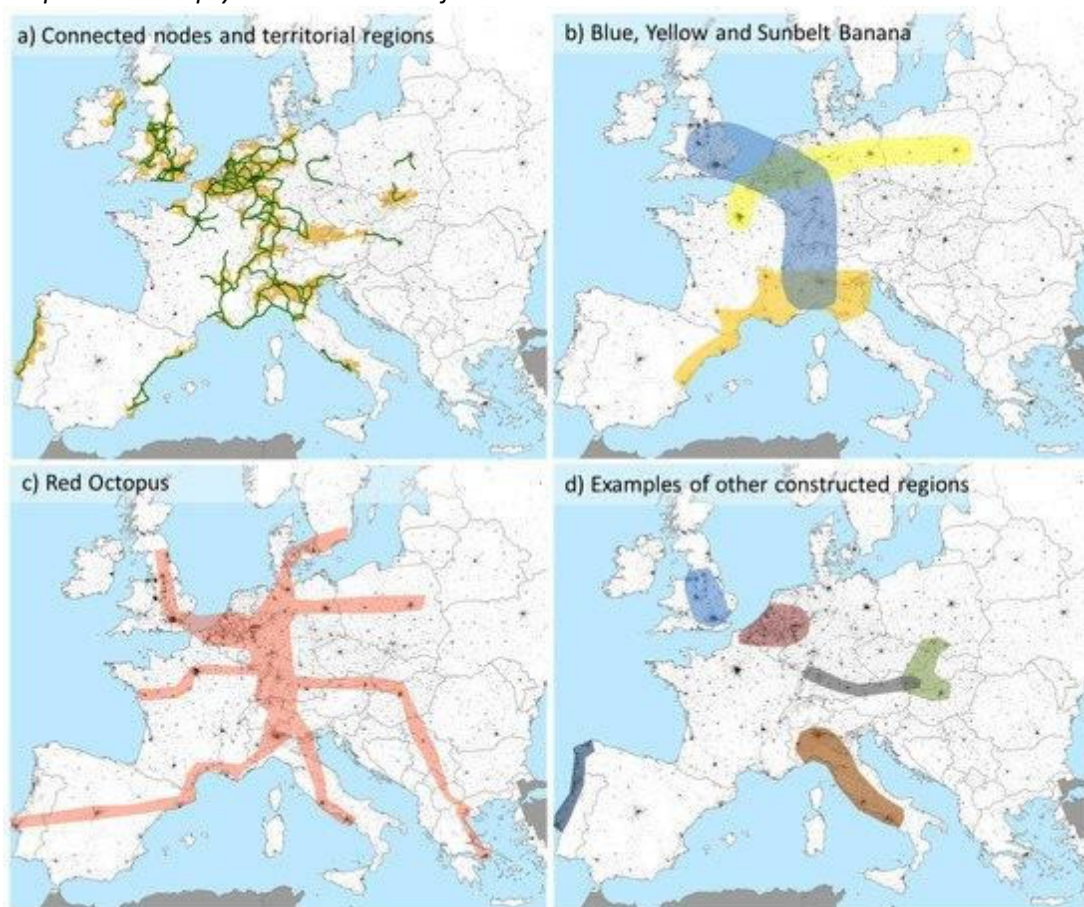 a) Connected nodes and territorial regions
b) Blue, Yellow and Sunbelt Banana
c) Red Octopus
d) Examples of other constructed regions